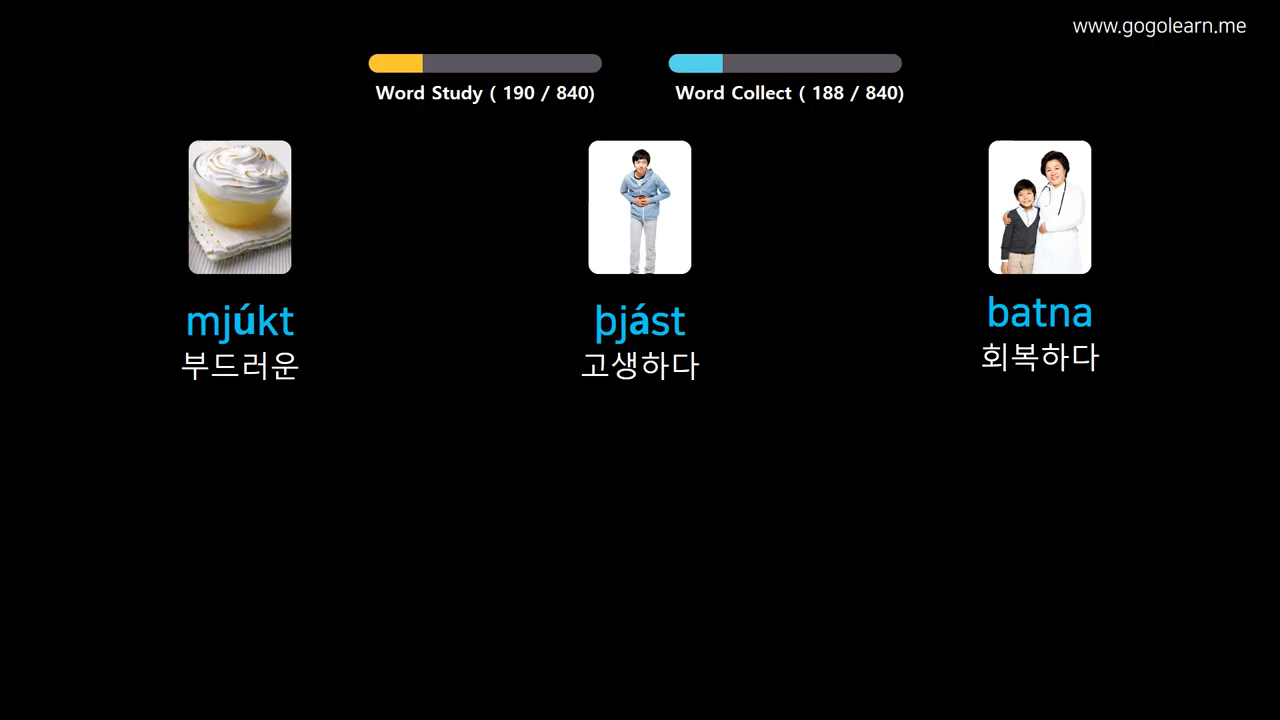 www.gogolearn.me
Word Study ( 190 / 840)
Word Collect ( 188 / 840)
mjúkt
부드러운
þjást
고생하다
batna
회복하다